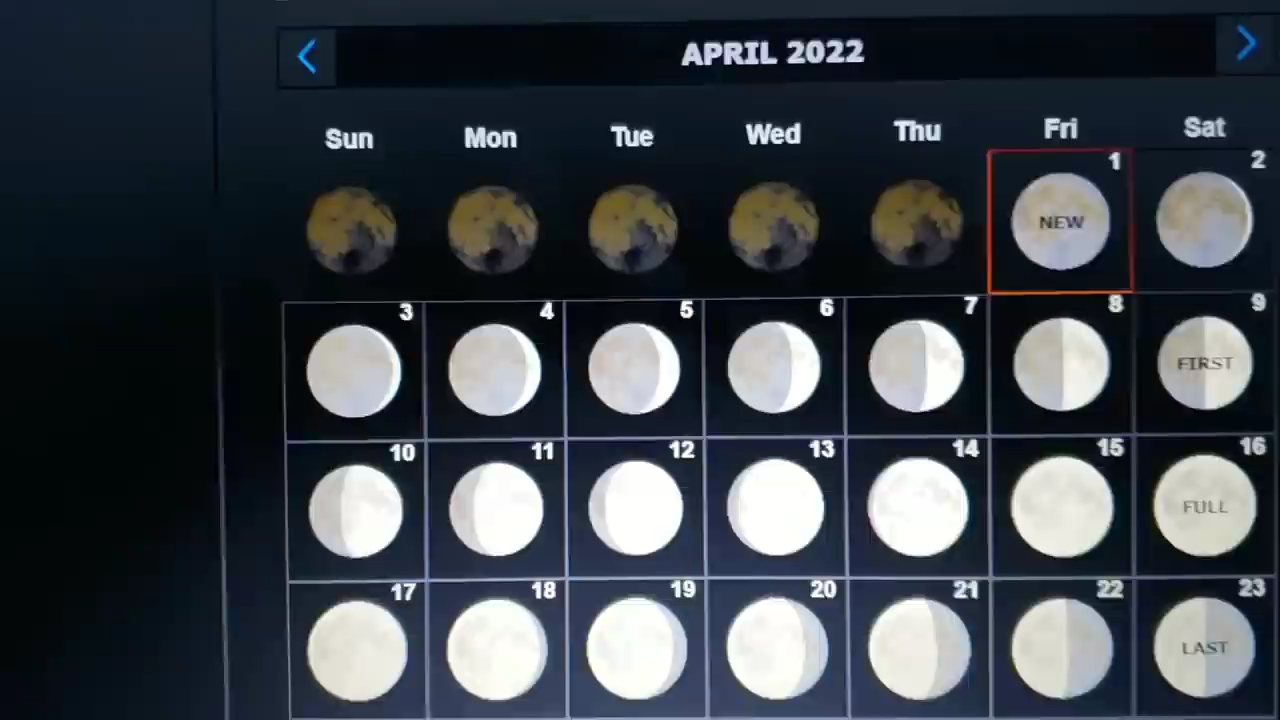 APRIL 2022
Sun Mon Tue Wed Thu Fri Sat
1 2
NEW
3 4 5 6 7 8 9
FIRST
10 11 12 13 14 15 16
FULL
17 18 19 20 21 22 23
LAST